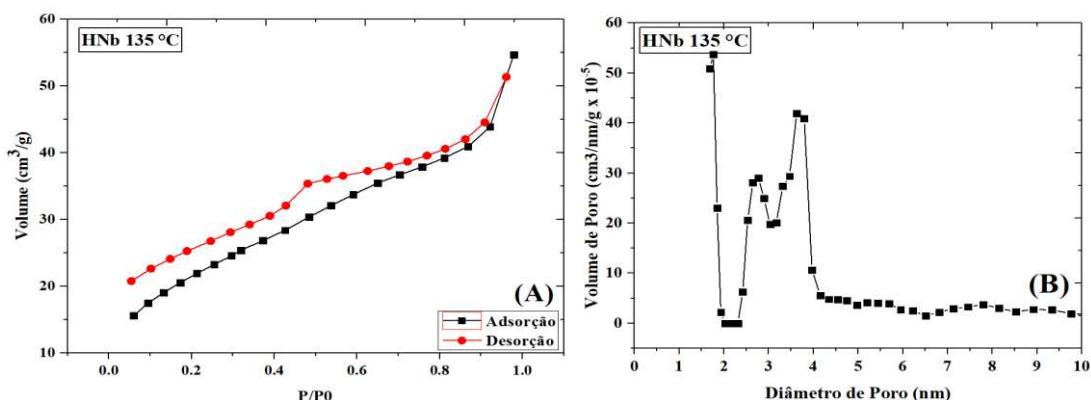 HNb 135 °C
60
50
40
30
20
10
Volume (cm³/g)
0.0 0.2 0.4 0.6 0.8 1.0
P/P0
(A)
Adsorção
Desorção
HNb 135 °C
60
50
40
30
20
10
0
Volume de Poro (cm3/nm/g x 10⁻⁵)
0 1 2 3 4 5 6 7 8 9 10
Diâmetro de Poro (nm)
(B)